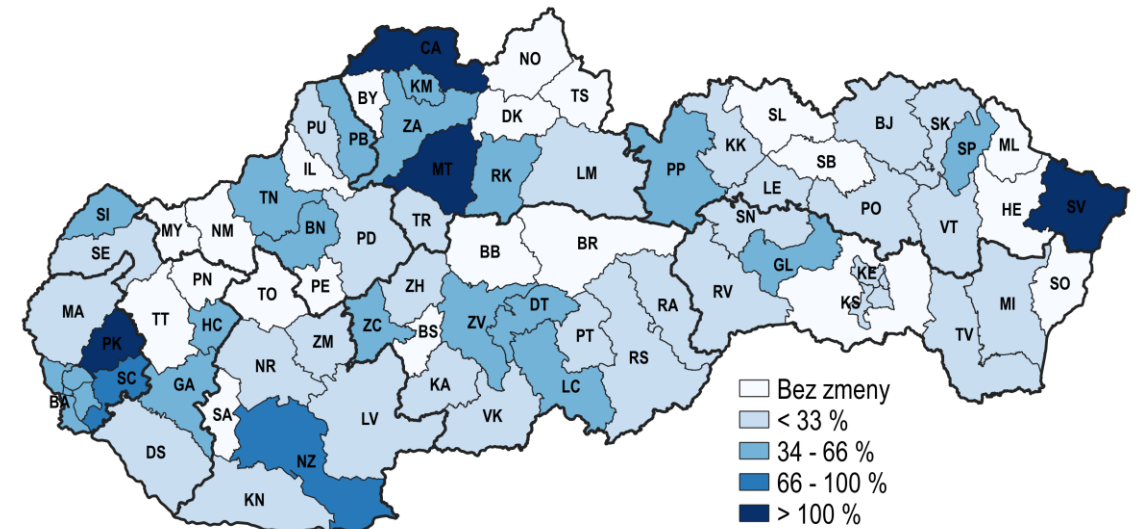 CA
NO
KM
BY
TS
ZA
DK
PU
PB
SL
BJ
SK
KK
ML
SP
IL
MT
RK
LM
PP
SB
LE
TN
SI
BN
TR
SN
PO
VT
HE
SV
MY
NM
PD
BB
BR
SE
GL
KE
PN
TO
PE
ZH
RA
RV
SO
MA
TT
HC
ZC
BS
ZV
DT
KS
MI
PK
ZM
PT
TV
SC
GA
NR
KA
LC
RS
BA
SA
LV
VK
DS
NZ
KN
Bez zmeny
< 33 %
34 - 66 %
66 - 100 %
> 100 %